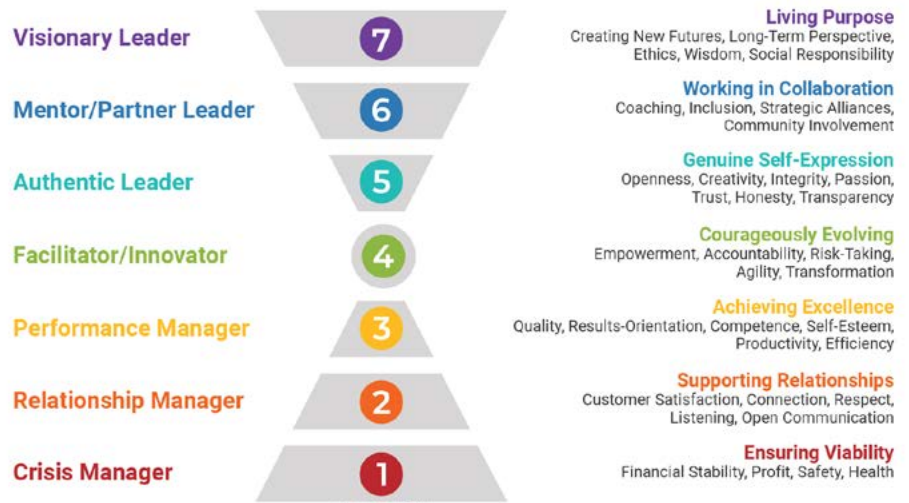 Visionary Leader
7
Living Purpose
Creating New Futures, Long-Term Perspective,
Ethics, Wisdom, Social Responsibility
Mentor/Partner Leader
6
Working in Collaboration
Coaching, Inclusion, Strategic Alliances,
Community Involvement
Authentic Leader
5
Genuine Self-Expression
Openness, Creativity, Integrity, Passion,
Trust, Honesty, Transparency
Facilitator/Innovator
4
Courageously Evolving
Empowerment, Accountability, Risk-Taking,
Agility, Transformation
Performance Manager
3
Achieving Excellence
Quality, Results-Orientation, Competence, Self-Esteem,
Productivity, Efficiency
Relationship Manager
2
Supporting Relationships
Customer Satisfaction, Connection, Respect,
Listening, Open Communication
Crisis Manager
1
Ensuring Viability
Financial Stability, Profit, Safety, Health